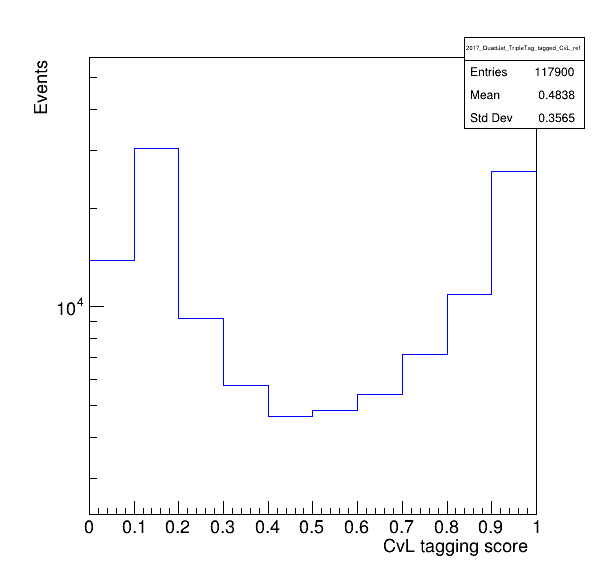 2017_QuadJet_TripleTag_tagged_CvL_ref
Entries 117900
Mean 0.4838
Std Dev 0.3565
Events
10^4
0 0.1 0.2 0.3 0.4 0.5 0.6 0.7 0.8 0.9 1
CvL tagging score